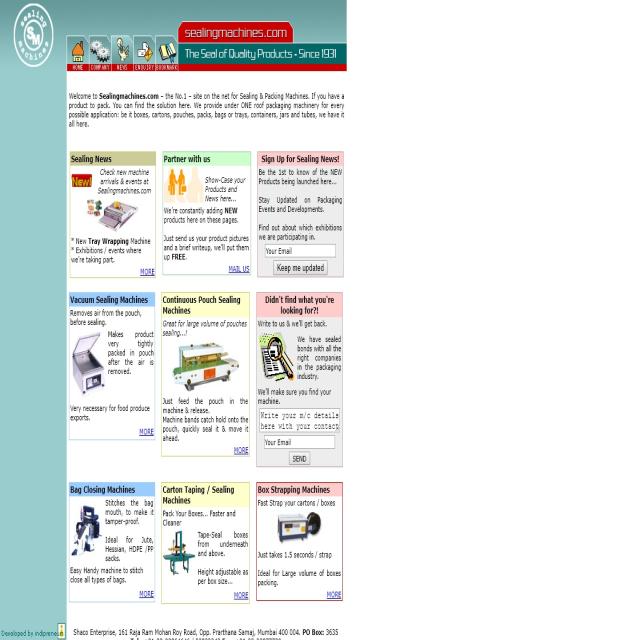 sealing
SM
machines
sealingmachines.com
The Seal of Quality Products - Since 1931
HOME COMPANY NEWS ENQUIRY BOOKMARK
Welcome to Sealingmachines.com – the No.1 – site on the net for Sealing & Packing Machines. If you have a
product to pack. You can find the solution here. We provide under ONE roof packaging machinery for every
possible application: be it boxes, cartons, pouches, packs, bags or trays, containers, jars and tubes, we have it
all here.
Sealing News
New!
Check new machine
arrivals & events at
Sealingmachines.com
* New Tray Wrapping Machine
* Exhibitions / events where
we're taking part.
MORE
Partner with us
Show-Case your
Products and
News here...
We're constantly adding NEW
products here on these pages.
Just send us your product pictures
and a brief writeup, we'll put them
up FREE.
MAIL US
Sign Up for Sealing News!
Be the 1st to know of the NEW
Products being launched here...
Stay Updated on Packaging
Events and Developments.
Find out about which exhibitions
we are participating in.
Your Email
Keep me updated
Vacuum Sealing Machines
Removes air from the pouch,
before sealing.
Makes product
very tightly
packed in pouch
after the air is
removed.
Very necessary for food produce
exports.
MORE
Continuous Pouch Sealing
Machines
Great for large volume of pouches
sealing...!
Just feed the pouch in the
machine & release.
Machine bands catch hold onto the
pouch, quickly seal it & move it
ahead.
MORE
Didn't find what you're
looking for?!
Write to us & we'll get back.
We have sealed
bonds with all the
right companies
in the packaging
industry.
We'll make sure you find your
machine.
Write your m/c details
here with your contact
Your Email
SEND
Bag Closing Machines
Stitches the bag
mouth, to make it
tamper-proof.
Ideal for Jute,
Hessian, HDPE /PP
sacks.
Easy Handy machine to stitch
close all types of bags.
MORE
Carton Taping / Sealing
Machines
Pack Your Boxes... Faster and
Cleaner
Tape-Seal boxes
from underneath
and above.
Height adjustable as
per box size...
MORE
Box Strapping Machines
Fast Strap your cartons / boxes
Just takes 1.5 seconds / strap
Ideal for Large volume of boxes
packing.
MORE
Developed by indpreneur
Shaco Enterprise, 161 Raja Ram Mohan Roy Road, Opp. Prarthana Samaj, Mumbai 400 004. PO Box: 3635